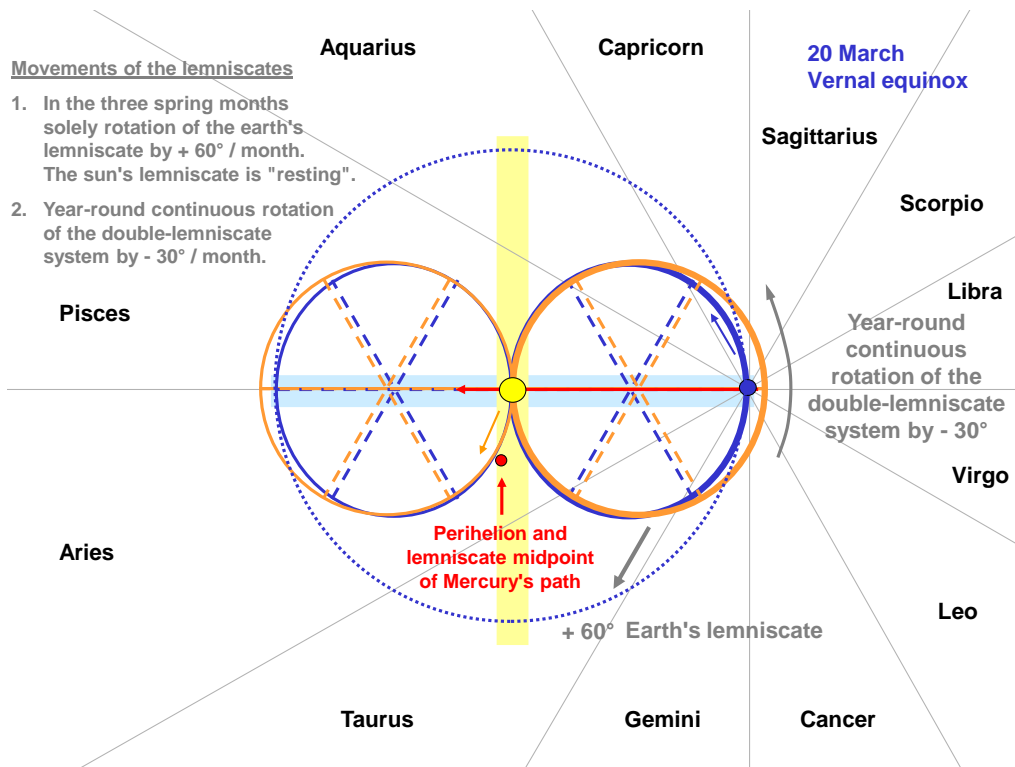 Aquarius
Capricorn
20 March
Vernal equinox
Movements of the lemniscates
1. In the three spring months
solely rotation of the earth's
lemniscate by + 60° / month.
The sun's lemniscate is "resting".
2. Year-round continuous rotation
of the double-lemniscate
system by - 30° / month.
Sagittarius
Scorpio
Libra
Pisces
Year-round
continuous
rotation of the
double-lemniscate
system by - 30°
Virgo
Perihelion and
lemniscate midpoint
of Mercury's path
Aries
Leo
+ 60° Earth's lemniscate
Taurus
Gemini
Cancer